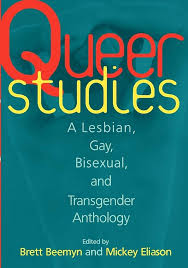 Queer
studies
A Lesbian,
Gay,
Bisexual,
and
Transgender
Anthology
Edited by
Brett Beemyn and Mickey Eliason